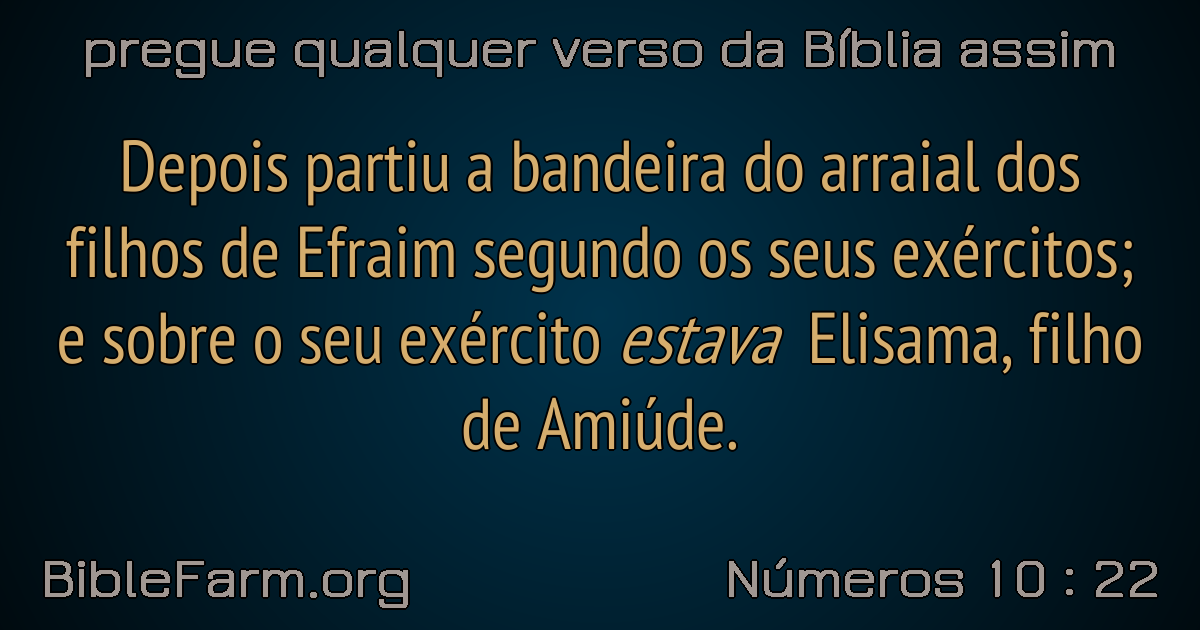 pregue qualquer verso da Bíblia assim
Depois partiu a bandeira do arraial dos
filhos de Efraim segundo os seus exércitos;
e sobre o seu exército estava Elisama, filho
de Amiúde.
BibleFarm.org
Números 10 : 22